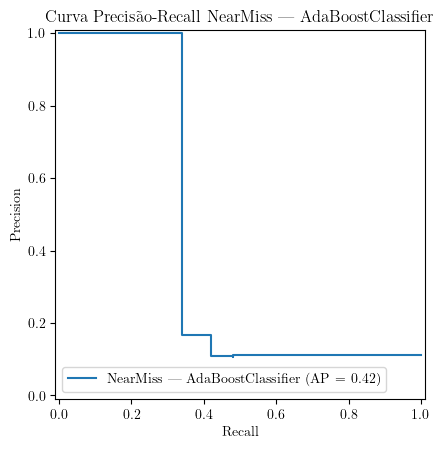 Curva Precisão-Recall NearMiss — AdaBoostClassifier
1.0
0.8
0.6
0.4
0.2
0.0
Precision
NearMiss — AdaBoostClassifier (AP = 0.42)
0.0 0.2 0.4 0.6 0.8 1.0
Recall